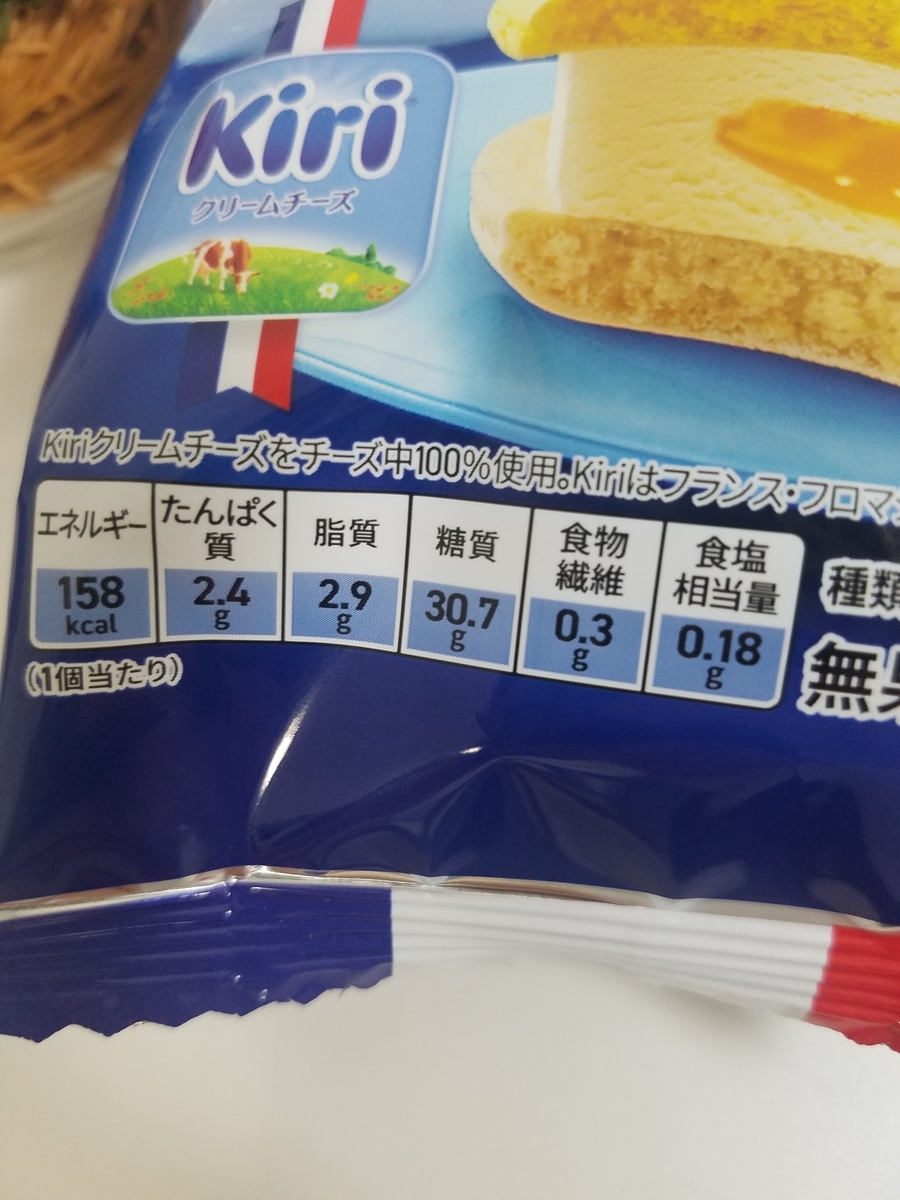 Kiri
クリームチーズ
Kiriクリームチーズをチーズ中100%使用。Kiriはフランス・フロマ
エネルギー
158
kcal
たんぱく
質
2.4
g
脂質
2.9
g
糖質
30.7
g
食物
繊維
0.3
g
食塩
相当量
0.18
g
(1個当たり)
種類
無